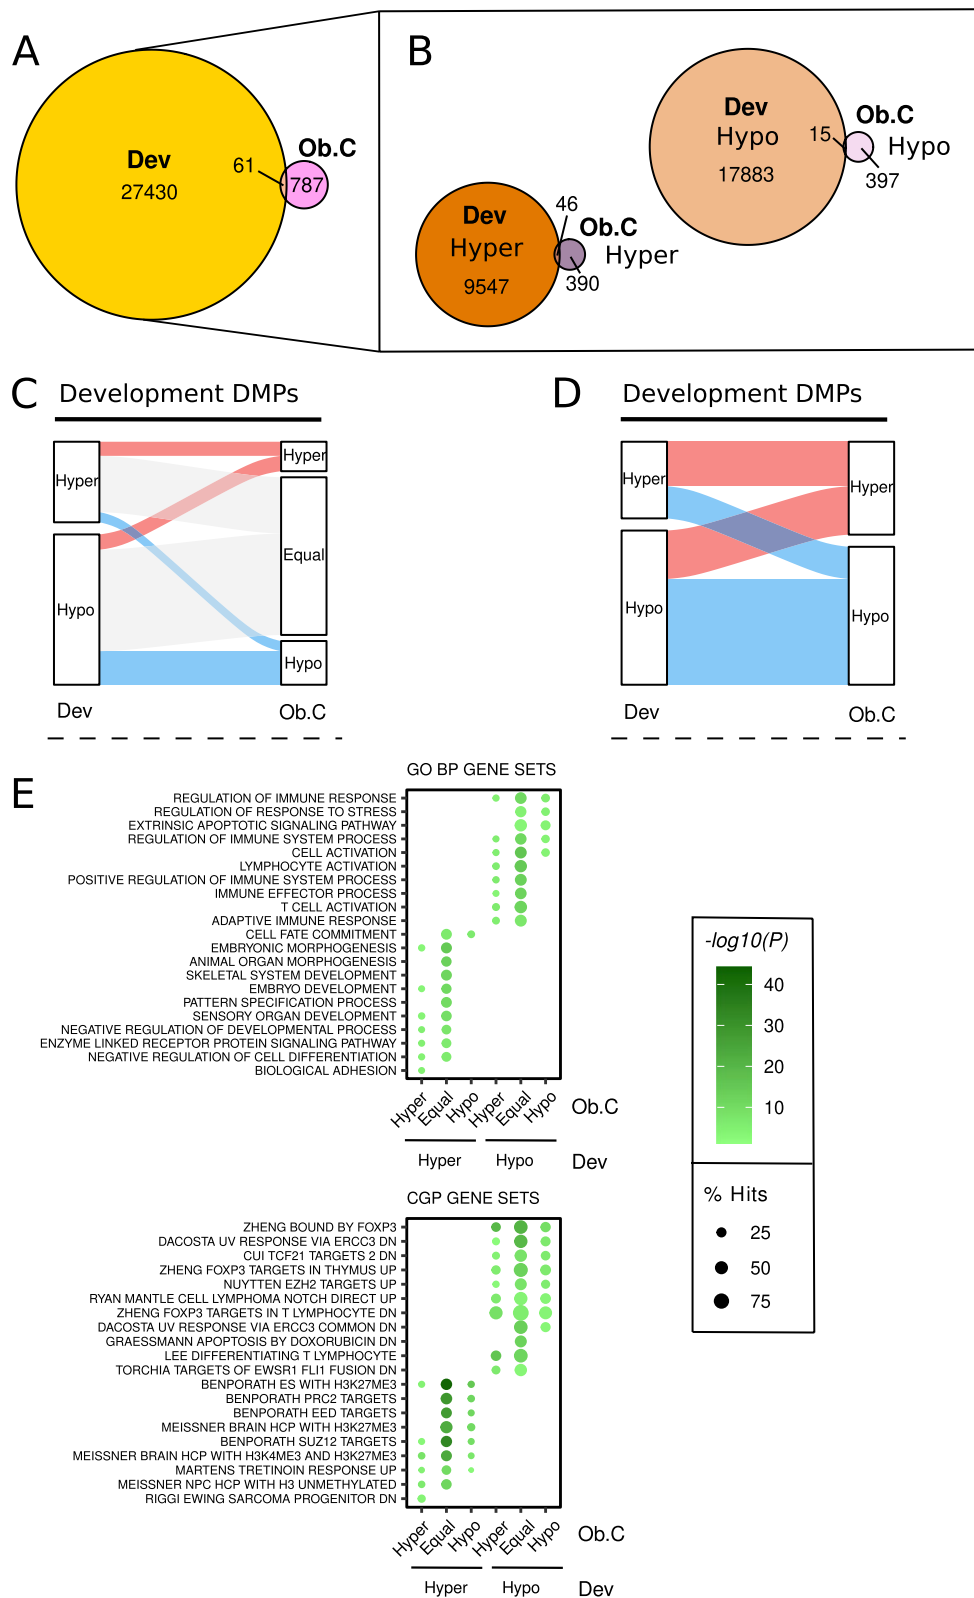 A
Dev
27430
61
Ob.C
787
B
Dev
Hypo
17883
15
Ob.C
Hypo
397
Dev
Hyper
9547
46
Ob.C
Hyper
390
C
Development DMPs
Hyper
Hypo
Hyper
Equal
Hypo
Dev
Ob.C
D
Development DMPs
Hyper
Hypo
Hyper
Hypo
Dev
Ob.C
E
GO BP GENE SETS
REGULATION OF IMMUNE RESPONSE
REGULATION OF RESPONSE TO STRESS
EXTRINSIC APOPTOTIC SIGNALING PATHWAY
REGULATION OF IMMUNE SYSTEM PROCESS
CELL ACTIVATION
LYMPHOCYTE ACTIVATION
POSITIVE REGULATION OF IMMUNE SYSTEM PROCESS
IMMUNE EFFECTOR PROCESS
T CELL ACTIVATION
ADAPTIVE IMMUNE RESPONSE
CELL FATE COMMITMENT
EMBRYONIC MORPHOGENESIS
ANIMAL ORGAN MORPHOGENESIS
SKELETAL SYSTEM DEVELOPMENT
EMBRYO DEVELOPMENT
PATTERN SPECIFICATION PROCESS
SENSORY ORGAN DEVELOPMENT
NEGATIVE REGULATION OF DEVELOPMENTAL PROCESS
ENZYME LINKED RECEPTOR PROTEIN SIGNALING PATHWAY
NEGATIVE REGULATION OF CELL DIFFERENTIATION
BIOLOGICAL ADHESION
Hyper Equal Hypo Hyper Equal Hypo Ob.C
Hyper Hypo Dev
CGP GENE SETS
ZHENG BOUND BY FOXP3
DACOSTA UV RESPONSE VIA ERCC3 DN
CUI TCF21 TARGETS 2 DN
ZHENG FOXP3 TARGETS IN THYMUS UP
NUYTTEN EZH2 TARGETS UP
RYAN MANTLE CELL LYMPHOMA NOTCH DIRECT UP
ZHENG FOXP3 TARGETS IN T LYMPHOCYTE DN
DACOSTA UV RESPONSE VIA ERCC3 COMMON DN
GRAESSMANN APOPTOSIS BY DOXORUBICIN DN
LEE DIFFERENTIATING T LYMPHOCYTE
TORCHIA TARGETS OF EWSR1 FLI1 FUSION DN
BENPORATH ES WITH H3K27ME3
BENPORATH PRC2 TARGETS
BENPORATH EED TARGETS
MEISSNER BRAIN HCP WITH H3K27ME3
BENPORATH SUZ12 TARGETS
MEISSNER BRAIN HCP WITH H3K4ME3 AND H3K27ME3
MARTENS TRETINOIN RESPONSE UP
MEISSNER NPC HCP WITH H3 UNMETHYLATED
RIGGI EWING SARCOMA PROGENITOR DN
Hyper Equal Hypo Hyper Equal Hypo Ob.C
Hyper Hypo Dev
-log10(P)
40
30
20
10
% Hits
25
50
75